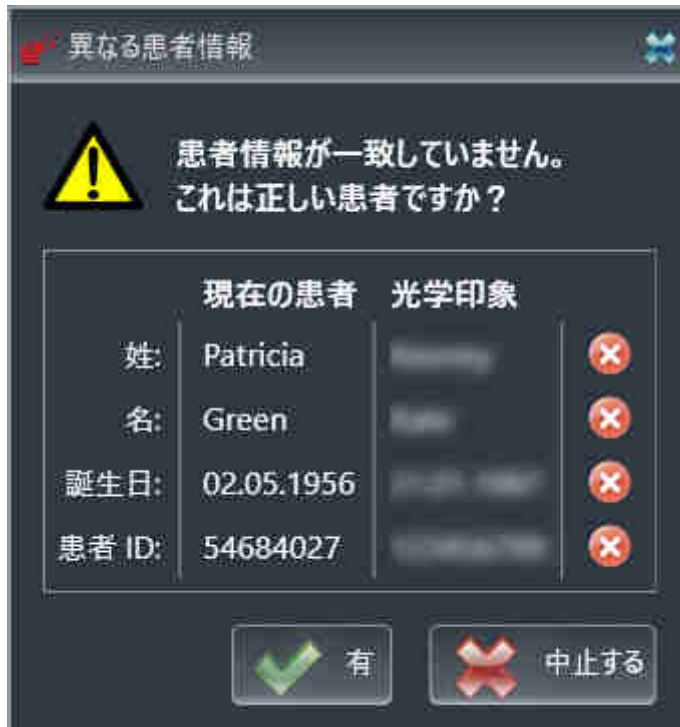 異なる患者情報
患者情報が一致していません。
これは正しい患者ですか？
現在の患者 光学印象
姓: Patricia
名: Green
誕生日: 02.05.1956
患者 ID: 54684027
有 中止する